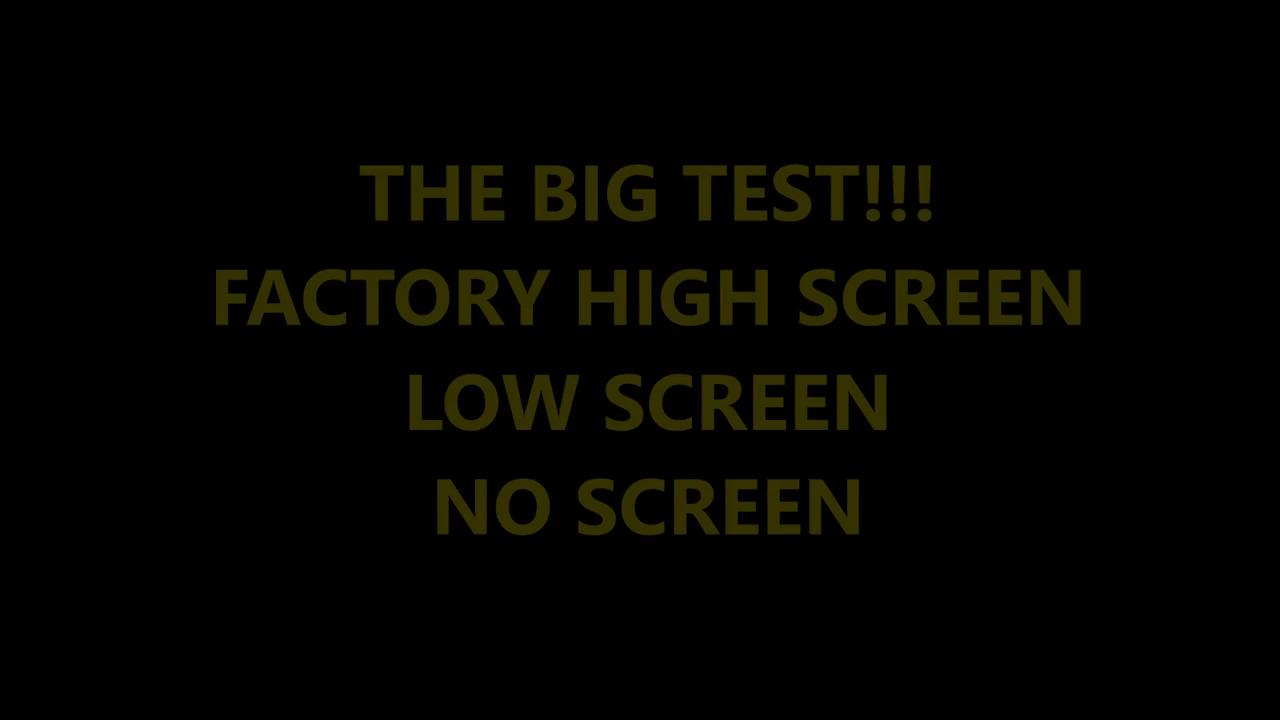 THE BIG TEST!!!
FACTORY HIGH SCREEN
LOW SCREEN
NO SCREEN